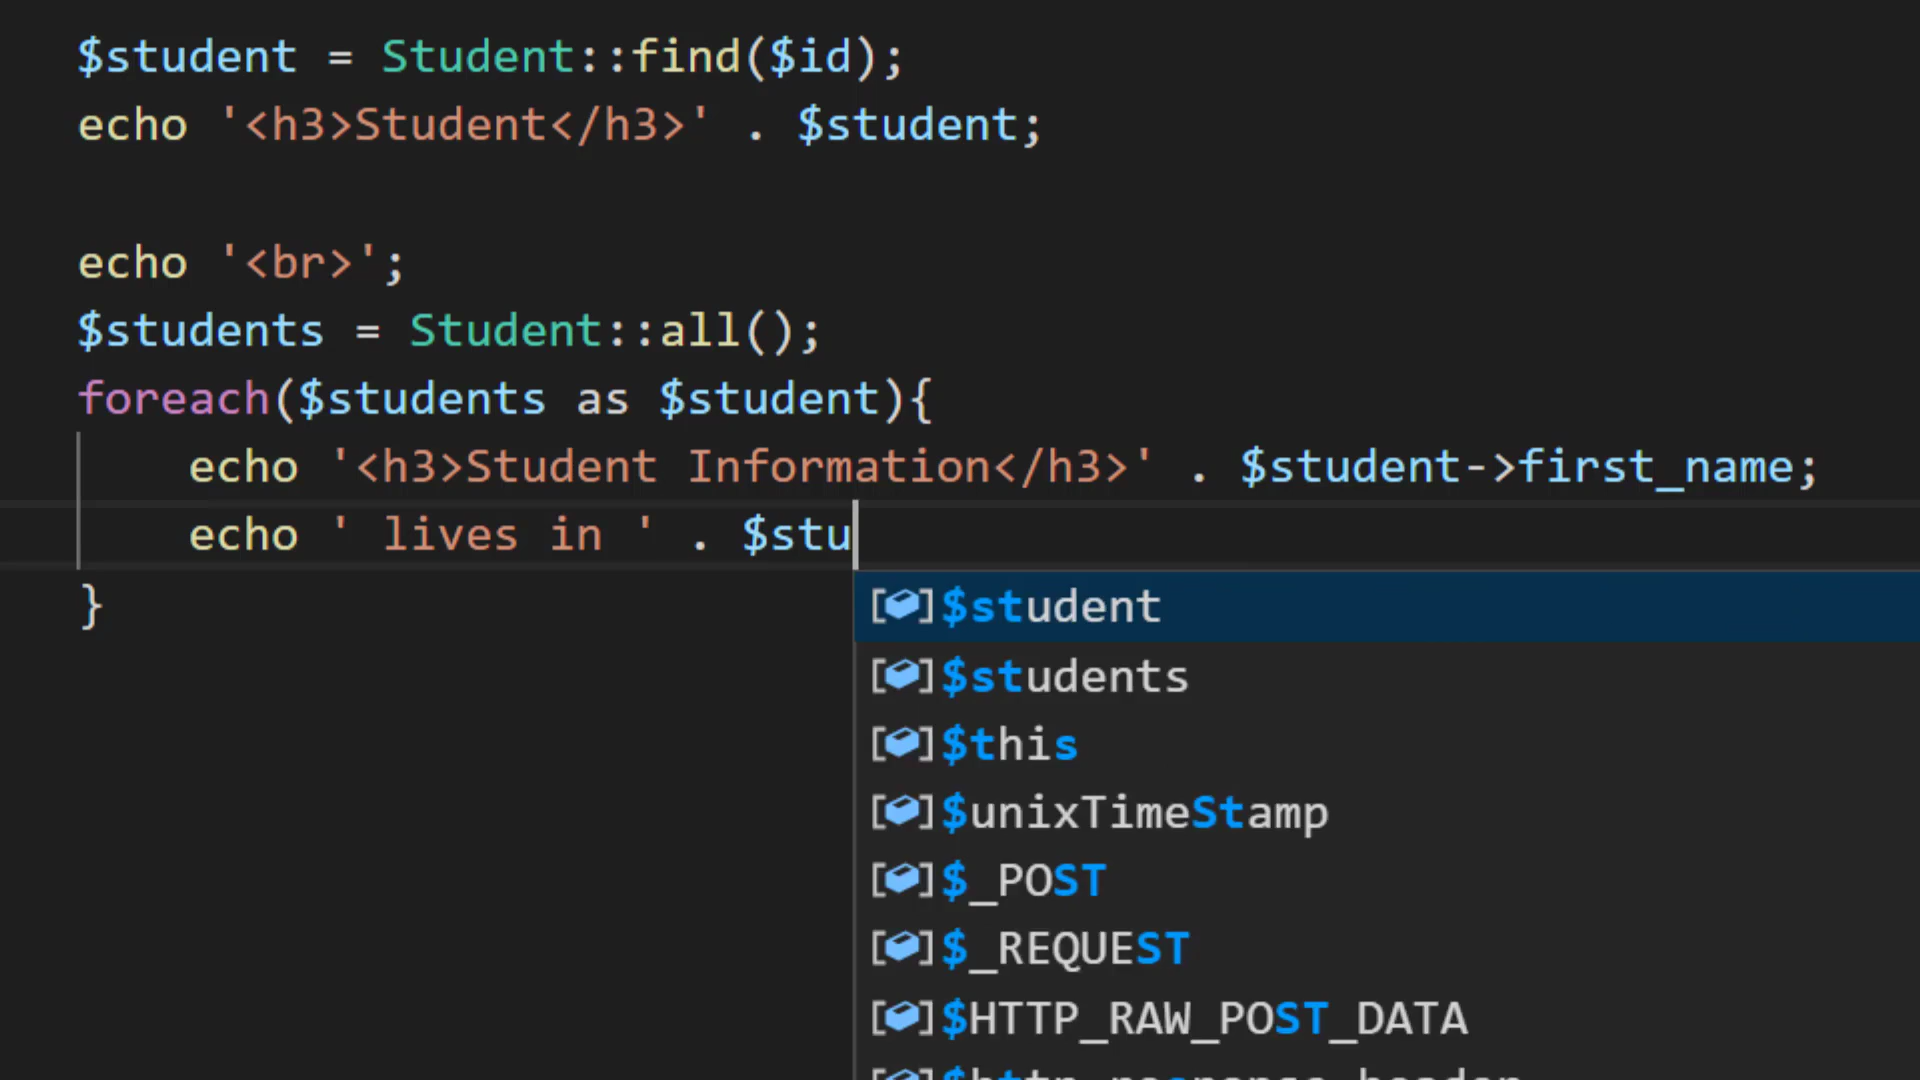 $student = Student::find($id);
echo '<h3>Student</h3>' . $student;
echo '<br>';
$students = Student::all();
foreach($students as $student){
echo '<h3>Student Information</h3>' . $student->first_name;
echo ' lives in ' . $stu
}
$student
$students
$this
$unixTimeStamp
$_POST
$_REQUEST
$HTTP_RAW_POST_DATA